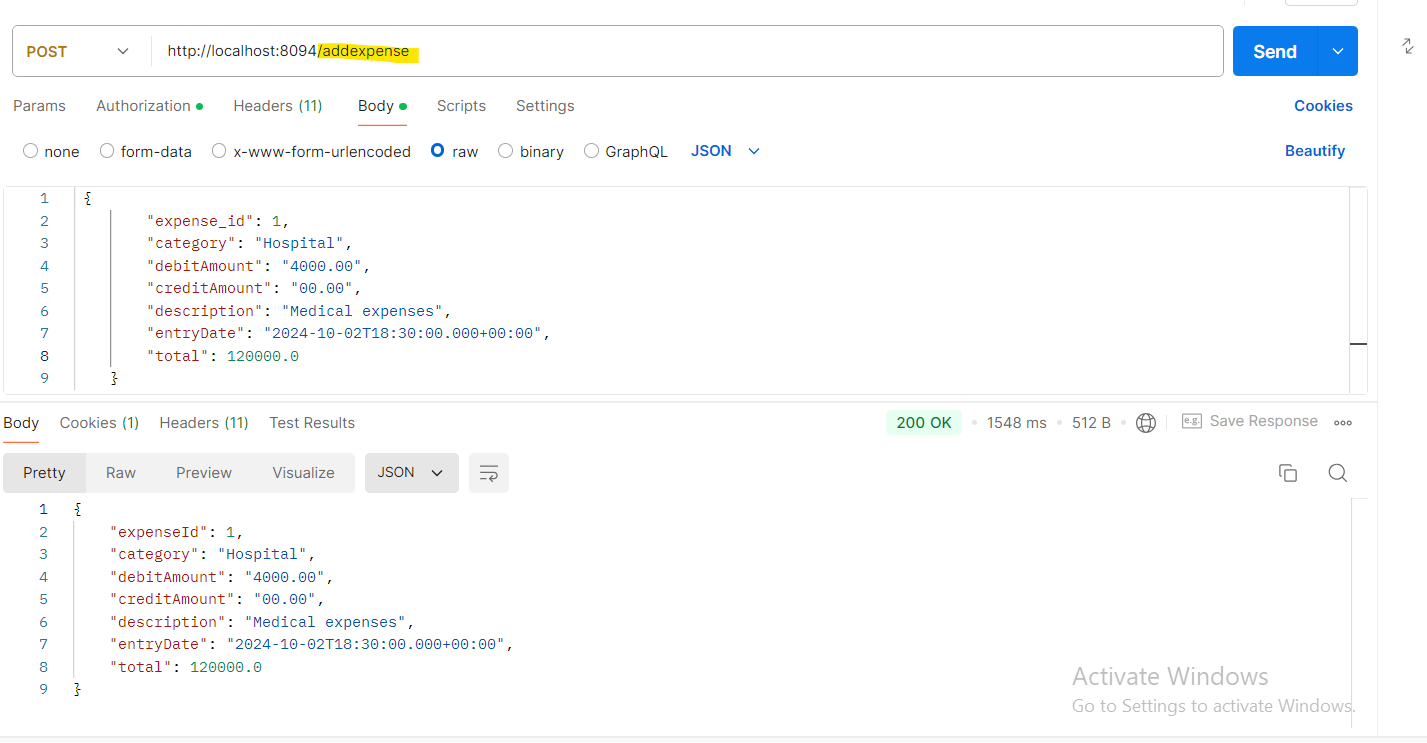 POST http://localhost:8094/addexpense Send
Params Authorization Headers (11) Body Scripts Settings Cookies
none form-data x-www-form-urlencoded raw binary GraphQL JSON Beautify
1 {
2 "expense_id": 1,
3 "category": "Hospital",
4 "debitAmount": "4000.00",
5 "creditAmount": "00.00",
6 "description": "Medical expenses",
7 "entryDate": "2024-10-02T18:30:00.000+00:00",
8 "total": 120000.0
9 }
Body Cookies (1) Headers (11) Test Results 200 OK 1548 ms 512 B e.g. Save Response
Pretty Raw Preview Visualize JSON
1 {
2 "expenseId": 1,
3 "category": "Hospital",
4 "debitAmount": "4000.00",
5 "creditAmount": "00.00",
6 "description": "Medical expenses",
7 "entryDate": "2024-10-02T18:30:00.000+00:00",
8 "total": 120000.0
9 }
Activate Windows
Go to Settings to activate Windows.